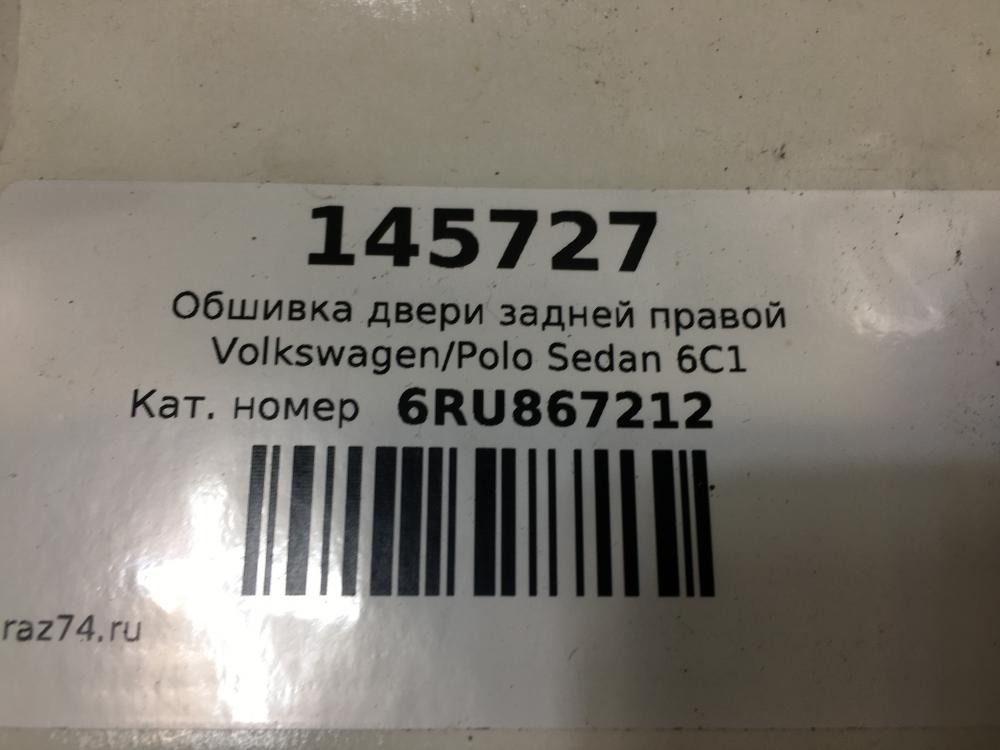 145727
Обшивка двери задней правой
Volkswagen/Polo Sedan 6C1
Кат. номер 6RU867212
raz74.ru